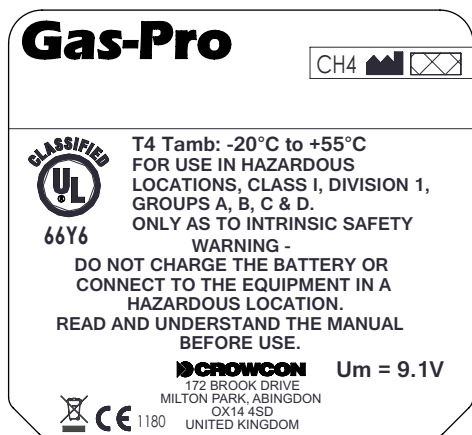 Gas-Pro
CH4
CLASSIFIED
UL
®
66Y6
T4 Tamb: -20°C to +55°C
FOR USE IN HAZARDOUS
LOCATIONS, CLASS I, DIVISION 1,
GROUPS A, B, C & D.
ONLY AS TO INTRINSIC SAFETY
WARNING -
DO NOT CHARGE THE BATTERY OR
CONNECT TO THE EQUIPMENT IN A
HAZARDOUS LOCATION.
READ AND UNDERSTAND THE MANUAL
BEFORE USE.
CROWCON
Um = 9.1V
172 BROOK DRIVE
MILTON PARK, ABINGDON
OX14 4SD
UNITED KINGDOM
CE 1180